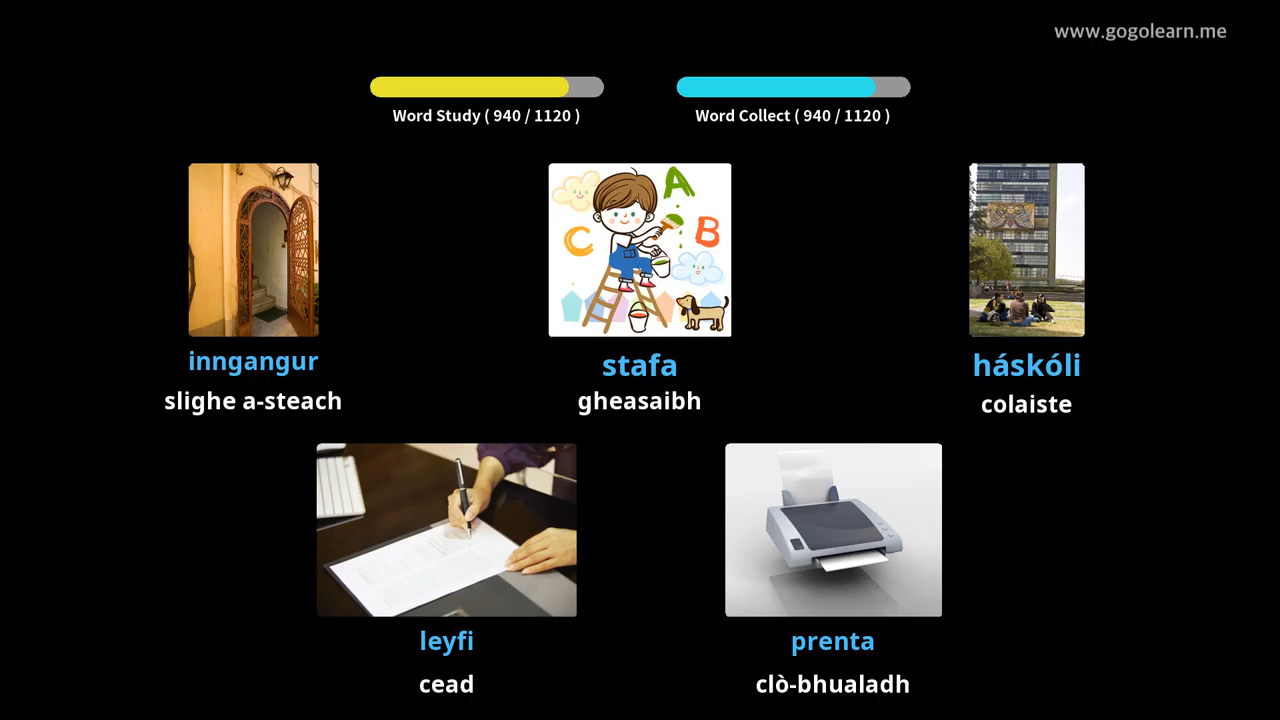 www.gogolearn.me
Word Study ( 940 / 1120 )
Word Collect ( 940 / 1120 )
A
B
C
inngangur
slighe a-steach
stafa
gheasaibh
háskóli
colaiste
leyfi
cead
prenta
clò-bhualadh